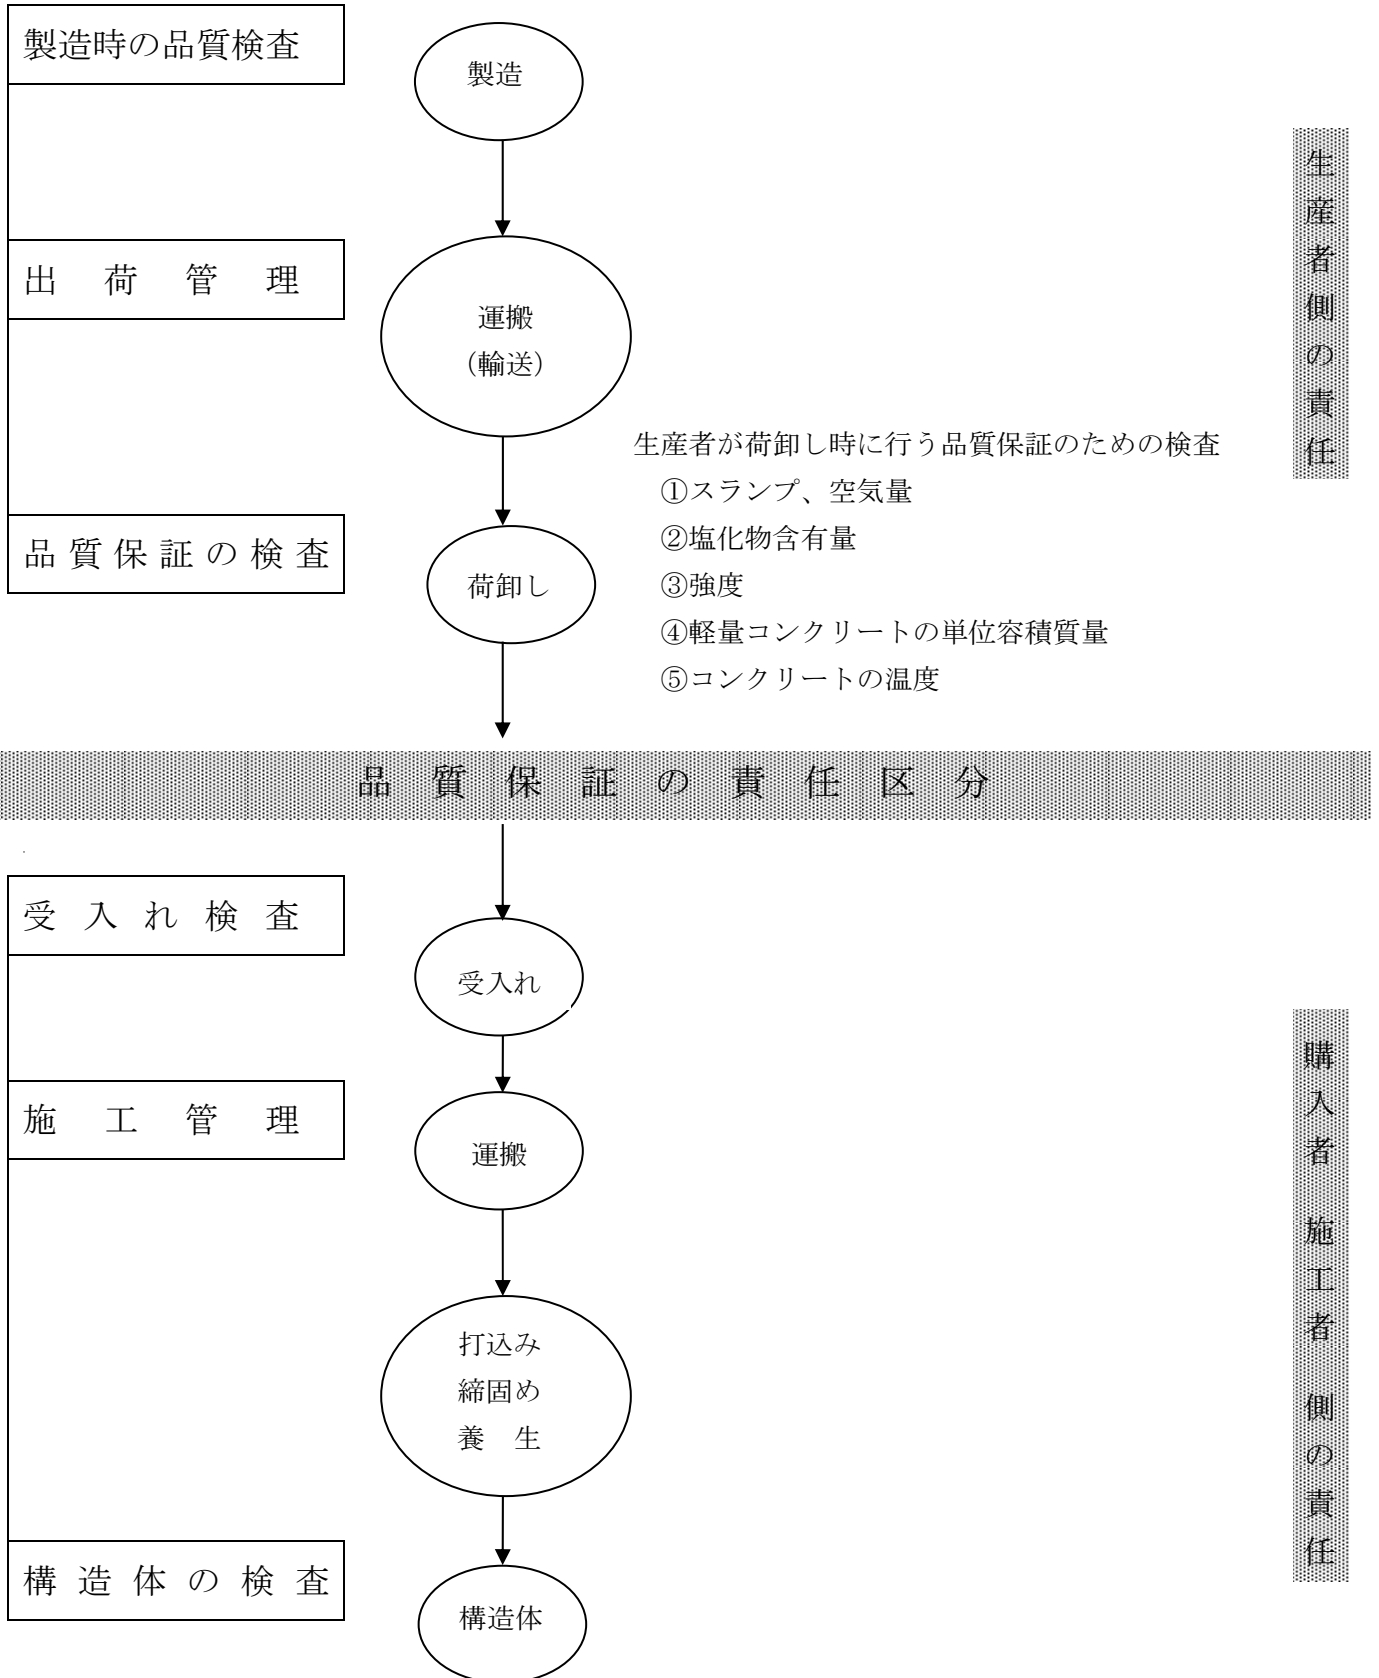 製造時の品質検査
製造
出荷管理
運搬
（輸送）
生産者が荷卸し時に行う品質保証のための検査
①スランプ、空気量
②塩化物含有量
③強度
④軽量コンクリートの単位容積質量
⑤コンクリートの温度
品質保証の検査
荷卸し
生産者側の責任
品質保証の責任区分
受入れ検査
受入れ
施工管理
運搬
打込み
締固め
養　生
構造体の検査
構造体
購入者　施工者　側の責任